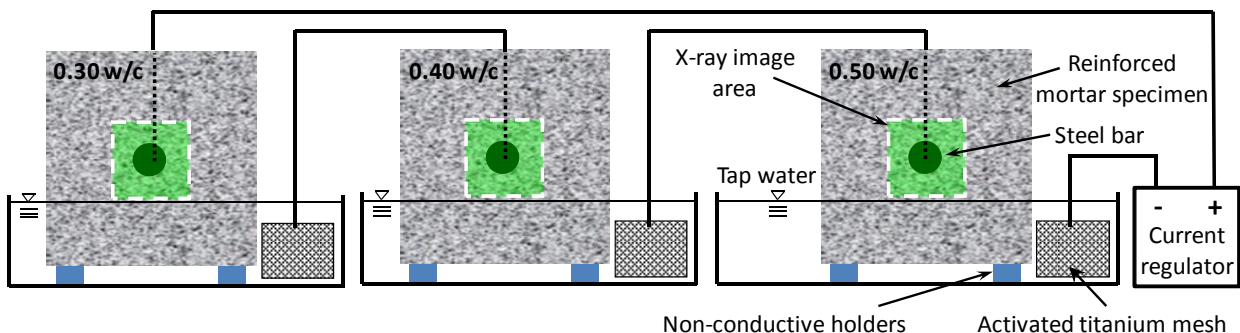 0.30 w/c
0.40 w/c
0.50 w/c
X-ray image
area
Reinforced
mortar specimen
Steel bar
Tap water
- +
Current
regulator
Non-conductive holders
Activated titanium mesh